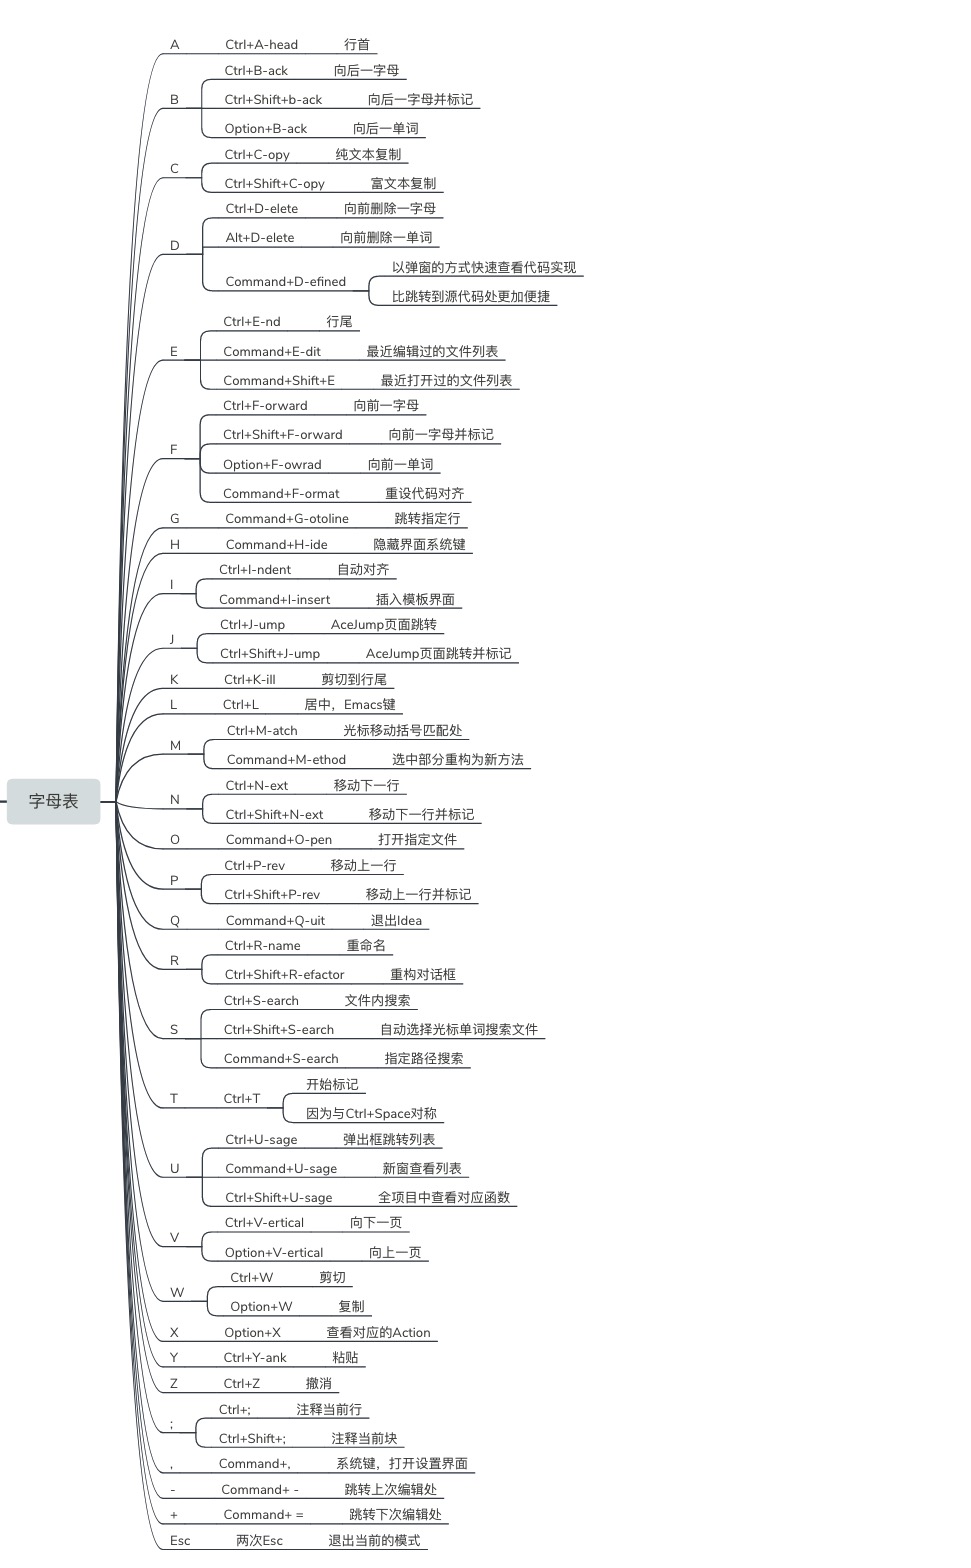 字母表
A Ctrl+A-head 行首
B
Ctrl+B-ack 向后一字母
Ctrl+Shift+b-ack 向后一字母并标记
Option+B-ack 向后一单词
C
Ctrl+C-opy 纯文本复制
Ctrl+Shift+C-opy 富文本复制
D
Ctrl+D-elete 向前删除一字母
Alt+D-elete 向前删除一单词
Command+D-efined
以弹窗的方式快速查看代码实现
比跳转到源代码处更加便捷
E
Ctrl+E-nd 行尾
Command+E-dit 最近编辑过的文件列表
Command+Shift+E 最近打开过的文件列表
F
Ctrl+F-orward 向前一字母
Ctrl+Shift+F-orward 向前一字母并标记
Option+F-owrad 向前一单词
Command+F-ormat 重设代码对齐
G Command+G-otoline 跳转指定行
H Command+H-ide 隐藏界面系统键
I
Ctrl+I-ndent 自动对齐
Command+I-insert 插入模板界面
J
Ctrl+J-ump AceJump页面跳转
Ctrl+Shift+J-ump AceJump页面跳转并标记
K Ctrl+K-ill 剪切到行尾
L Ctrl+L 居中，Emacs键
M
Ctrl+M-atch 光标移动括号匹配处
Command+M-ethod 选中部分重构为新方法
N
Ctrl+N-ext 移动下一行
Ctrl+Shift+N-ext 移动下一行并标记
O Command+O-pen 打开指定文件
P
Ctrl+P-rev 移动上一行
Ctrl+Shift+P-rev 移动上一行并标记
Q Command+Q-uit 退出Idea
R
Ctrl+R-name 重命名
Ctrl+Shift+R-efactor 重构对话框
S
Ctrl+S-earch 文件内搜索
Ctrl+Shift+S-earch 自动选择光标单词搜索文件
Command+S-earch 指定路径搜索
T Ctrl+T
开始标记
因为与Ctrl+Space对称
U
Ctrl+U-sage 弹出框跳转列表
Command+U-sage 新窗查看列表
Ctrl+Shift+U-sage 全项目中查看对应函数
V
Ctrl+V-ertical 向下一页
Option+V-ertical 向上一页
W
Ctrl+W 剪切
Option+W 复制
X Option+X 查看对应的Action
Y Ctrl+Y-ank 粘贴
Z Ctrl+Z 撤消
;
Ctrl+; 注释当前行
Ctrl+Shift+; 注释当前块
, Command+, 系统键，打开设置界面
- Command+ - 跳转上次编辑处
+ Command+ = 跳转下次编辑处
Esc 两次Esc 退出当前的模式